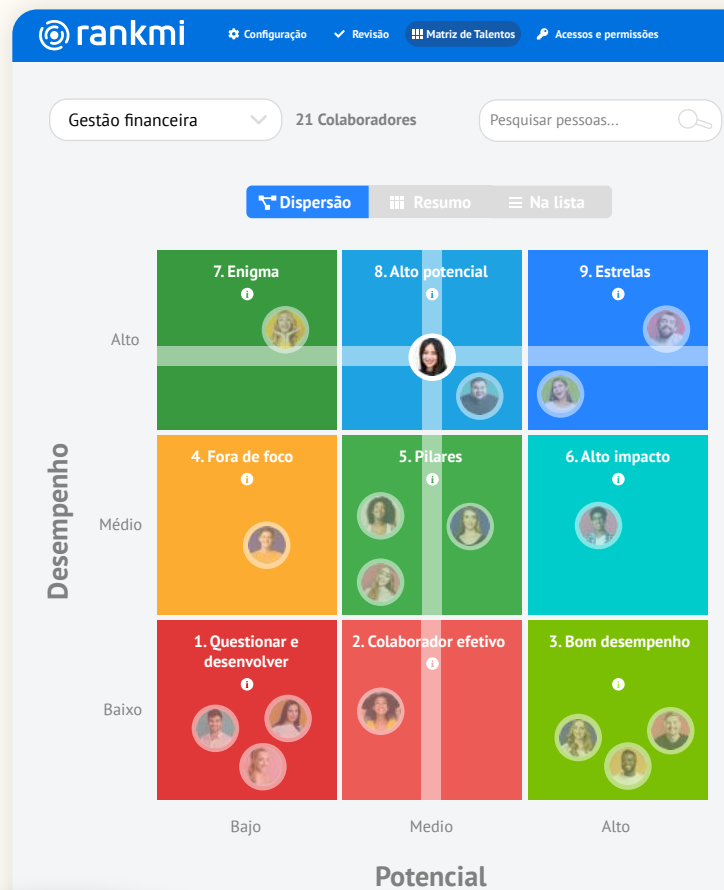 rankmi
Configuração
Revisão
Matriz de Talentos
Acessos e permissões
Gestão financeira
21 Colaboradores
Pesquisar pessoas...
Dispersão
Resumo
Na lista
7. Enigma
8. Alto potencial
9. Estrelas
Alto
4. Fora de foco
5. Pilares
6. Alto impacto
Médio
Desempenho
1. Questionar e
desenvolver
2. Colaborador efetivo
3. Bom desempenho
Baixo
Bajo
Medio
Alto
Potencial